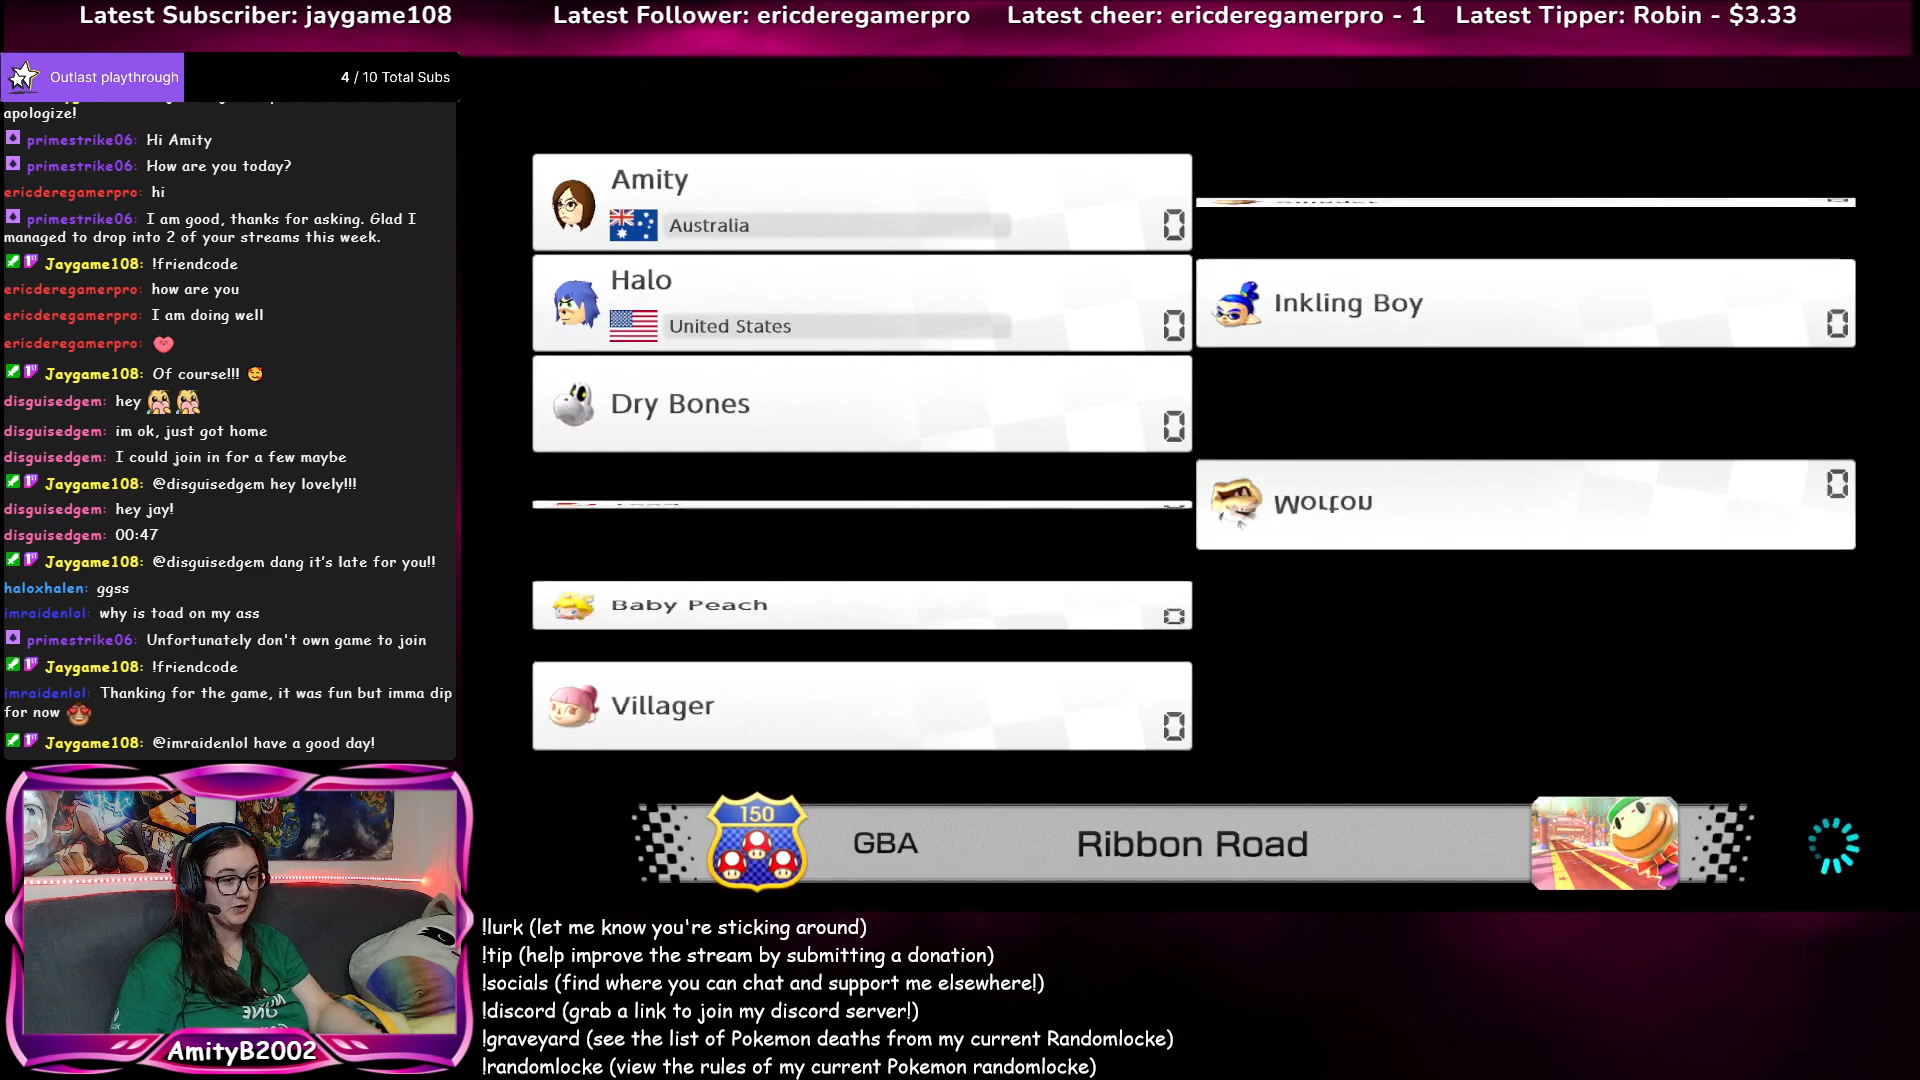 Latest Subscriber: jaygame108
Latest Follower: ericderegamerpro
Latest cheer: ericderegamerpro - 1
Latest Tipper: Robin - $3.33
Outlast playthrough
4 / 10 Total Subs
apologize!
primestrike06: Hi Amity
primestrike06: How are you today?
ericderegamerpro: hi
primestrike06: I am good, thanks for asking. Glad I
managed to drop into 2 of your streams this week.
Jaygame108: !friendcode
ericderegamerpro: how are you
ericderegamerpro: I am doing well
ericderegamerpro:
Jaygame108: Of course!!!
disguisedgem: hey
disguisedgem: im ok, just got home
disguisedgem: I could join in for a few maybe
Jaygame108: @disguisedgem hey lovely!!!
disguisedgem: hey jay!
disguisedgem: 00:47
Jaygame108: @disguisedgem dang it's late for you!!
haloxhalen: ggss
imraidenlol: why is toad on my ass
primestrike06: Unfortunately don't own game to join
Jaygame108: !friendcode
imraidenlol: Thanking for the game, it was fun but imma dip
for now
Jaygame108: @imraidenlol have a good day!
Amity
Australia
0
Halo
United States
0
Dry Bones
0
Baby Peach
0
Villager
0
Inkling Boy
0
Morton
0
150
GBA
Ribbon Road
AmityB2002
!lurk (let me know you're sticking around)
!tip (help improve the stream by submitting a donation)
!socials (find where you can chat and support me elsewhere!)
!discord (grab a link to join my discord server!)
!graveyard (see the list of Pokemon deaths from my current Randomlocke)
!randomlocke (view the rules of my current Pokemon randomlocke)